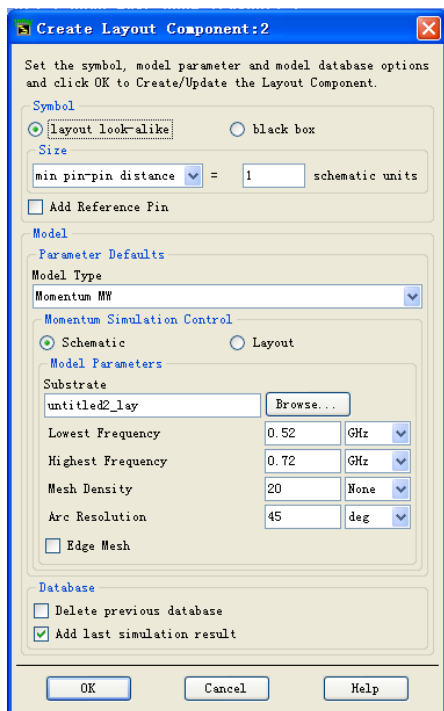 Create Layout Component:2
Set the symbol, model parameter and model database options
and click OK to Create/Update the Layout Component.
Symbol
layout look-alike black box
Size
min pin-pin distance = 1 schematic units
Add Reference Pin
Model
Parameter Defaults
Model Type
Momentum MW
Momentum Simulation Control
Schematic Layout
Model Parameters
Substrate
untitled2_lay Browse...
Lowest Frequency 0.52 GHz
Highest Frequency 0.72 GHz
Mesh Density 20 None
Arc Resolution 45 deg
Edge Mesh
Database
Delete previous database
Add last simulation result
OK Cancel Help